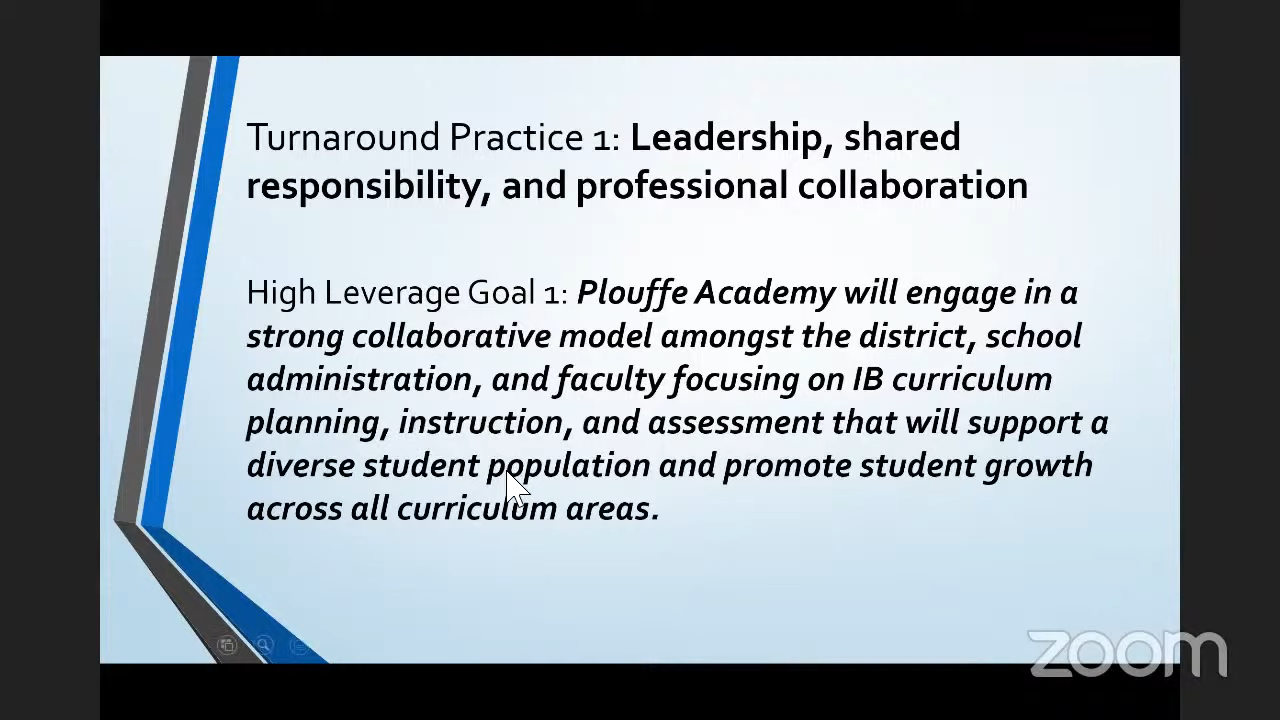 Turnaround Practice 1: Leadership, shared
responsibility, and professional collaboration
High Leverage Goal 1: Plouffe Academy will engage in a
strong collaborative model amongst the district, school
administration, and faculty focusing on IB curriculum
planning, instruction, and assessment that will support a
diverse student population and promote student growth
across all curriculum areas.
zoom